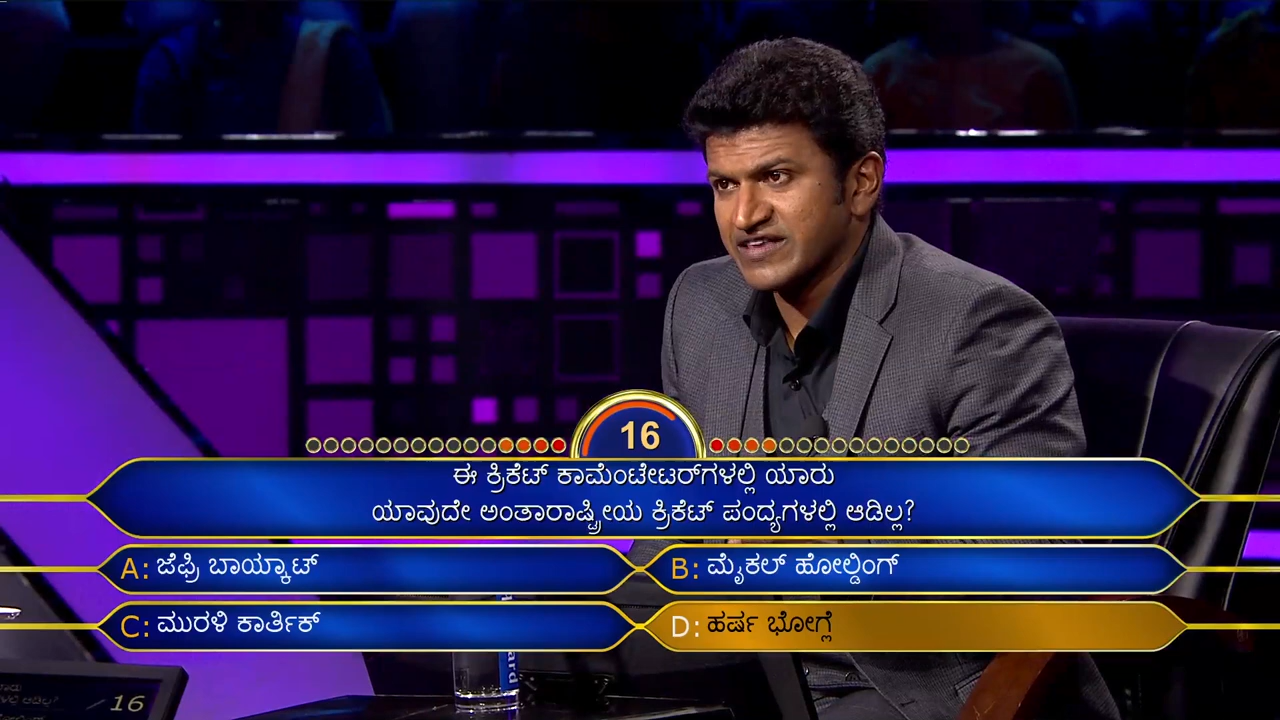 16
ಈ ಕ್ರಿಕೆಟ್ ಕಾಮೆಂಟೇಟರ್‌ಗಳಲ್ಲಿ ಯಾರು
ಯಾವುದೇ ಅಂತಾರಾಷ್ಟ್ರೀಯ ಕ್ರಿಕೆಟ್ ಪಂದ್ಯಗಳಲ್ಲಿ ಆಡಿಲ್ಲ?
A: ಜೆಫ್ರಿ ಬಾಯ್ಕಾಟ್
B: ಮೈಕಲ್ ಹೋಲ್ಡಿಂಗ್
C: ಮುರಳಿ ಕಾರ್ತಿಕ್
D: ಹರ್ಷ ಭೋಗ್ಲೆ
16